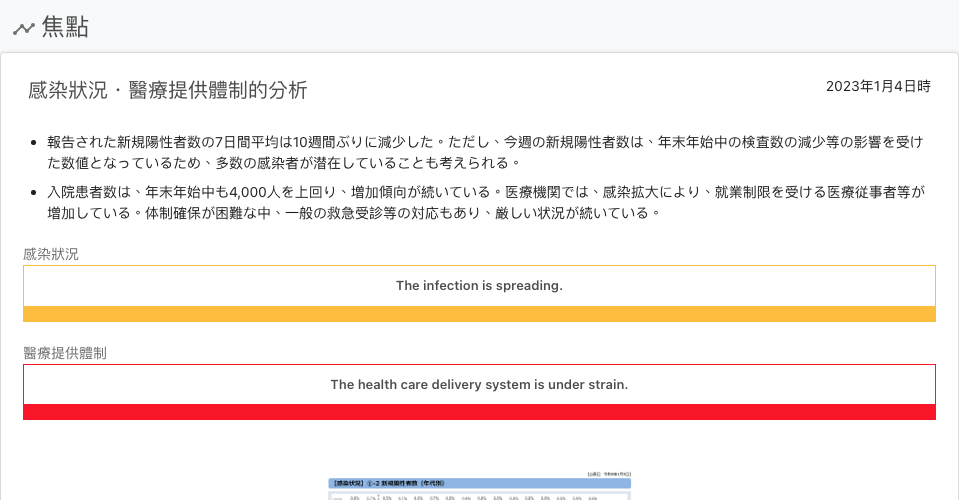 焦點
感染狀況・醫療提供體制的分析
2023年1月4日時
報告された新規陽性者数の7日間平均は10週間ぶりに減少した。ただし、今週の新規陽性者数は、年末年始中の検査数の減少等の影響を受け
た数値となっているため、多数の感染者が潜在していることも考えられる。
入院患者数は、年末年始中も4,000人を上回り、増加傾向が続いている。医療機関では、感染拡大により、就業制限を受ける医療従事者等が
増加している。体制確保が困難な中、一般の救急受診等の対応もあり、厳しい状況が続いている。
感染狀況
The infection is spreading.
醫療提供體制
The health care delivery system is under strain.
【感染状況】①-2 新規陽性者数（年代別）